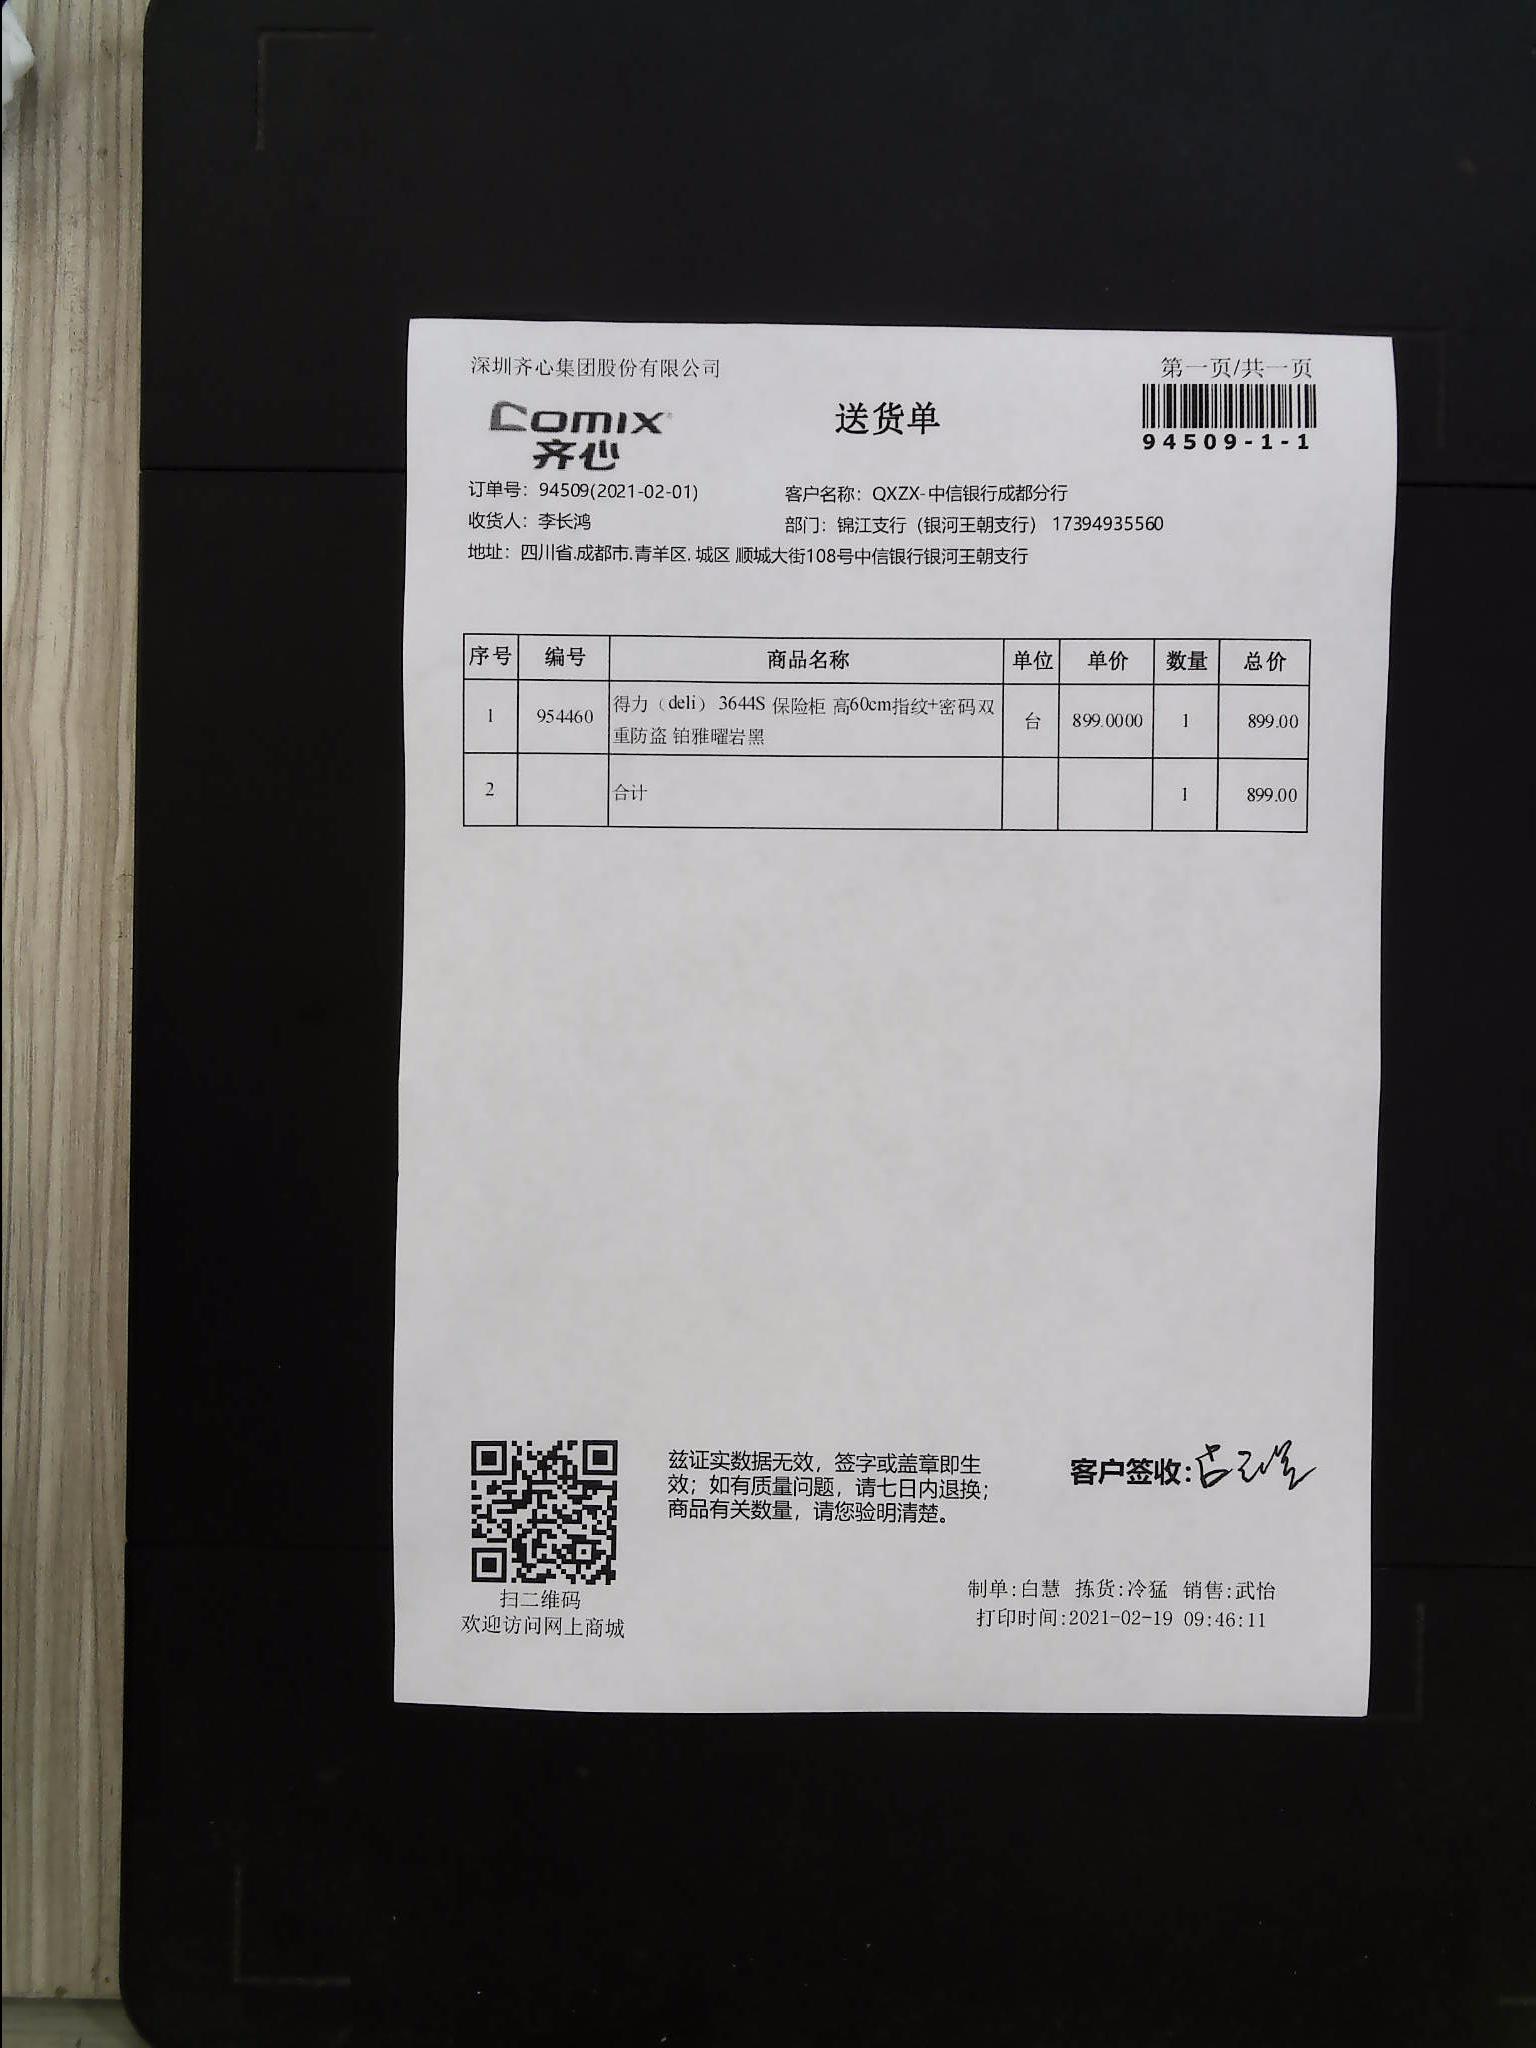 深圳齐心集团股份有限公司
第一页/共一页
comix
齐心
送货单
94509-1-1
订单号：94509(2021-02-01)
客户名称：QXZX-中信银行成都分行
收货人：李长鸿
部门：锦江支行（银河王朝支行） 17394935560
地址：四川省.成都市.青羊区. 城区 顺城大街108号中信银行银河王朝支行
序号 编号 商品名称 单位 单价 数量 总价
1 954460 得力（deli） 3644S 保险柜 高60cm指纹+密码双 台 899.0000 1 899.00
重防盗 铂雅曜岩黑
2 合计 1 899.00
兹证实数据无效，签字或盖章即生
效；如有质量问题，请七日内退换；
商品有关数量，请您验明清楚。
客户签收:
扫二维码
欢迎访问网上商城
制单:白慧 拣货:冷猛 销售:武怡
打印时间:2021-02-19 09:46:11